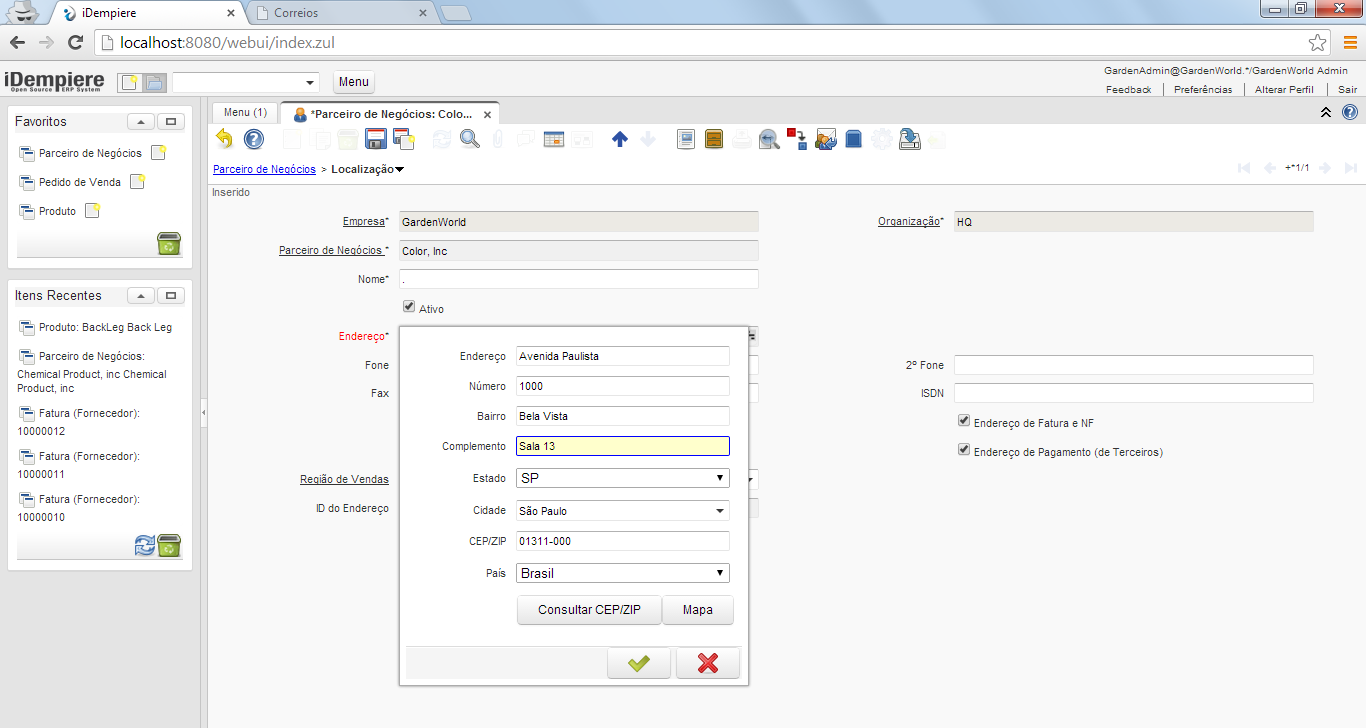 iDempiere
Correios
localhost:8080/webui/index.zul
iDempiere
Open Source ERP System
Menu
GardenAdmin@GardenWorld.*/GardenWorld Admin
Feedback
Preferências
Alterar Perfil
Sair
Favoritos
Parceiro de Negócios
Pedido de Venda
Produto
Itens Recentes
Produto: BackLeg Back Leg
Parceiro de Negócios:
Chemical Product, inc Chemical
Product, inc
Fatura (Fornecedor):
10000012
Fatura (Fornecedor):
10000011
Fatura (Fornecedor):
10000010
Menu (1)
*Parceiro de Negócios: Colo...
Parceiro de Negócios > Localização
+*1/1
Inserido
Empresa* GardenWorld
Organização* HQ
Parceiro de Negócios * Color, Inc
Nome* .
Ativo
Endereço*
Fone
2º Fone
Fax
ISDN
Endereço de Fatura e NF
Endereço de Pagamento (de Terceiros)
Região de Vendas
ID do Endereço
Endereço Avenida Paulista
Número 1000
Bairro Bela Vista
Complemento Sala 13
Estado SP
Cidade São Paulo
CEP/ZIP 01311-000
País Brasil
Consultar CEP/ZIP
Mapa